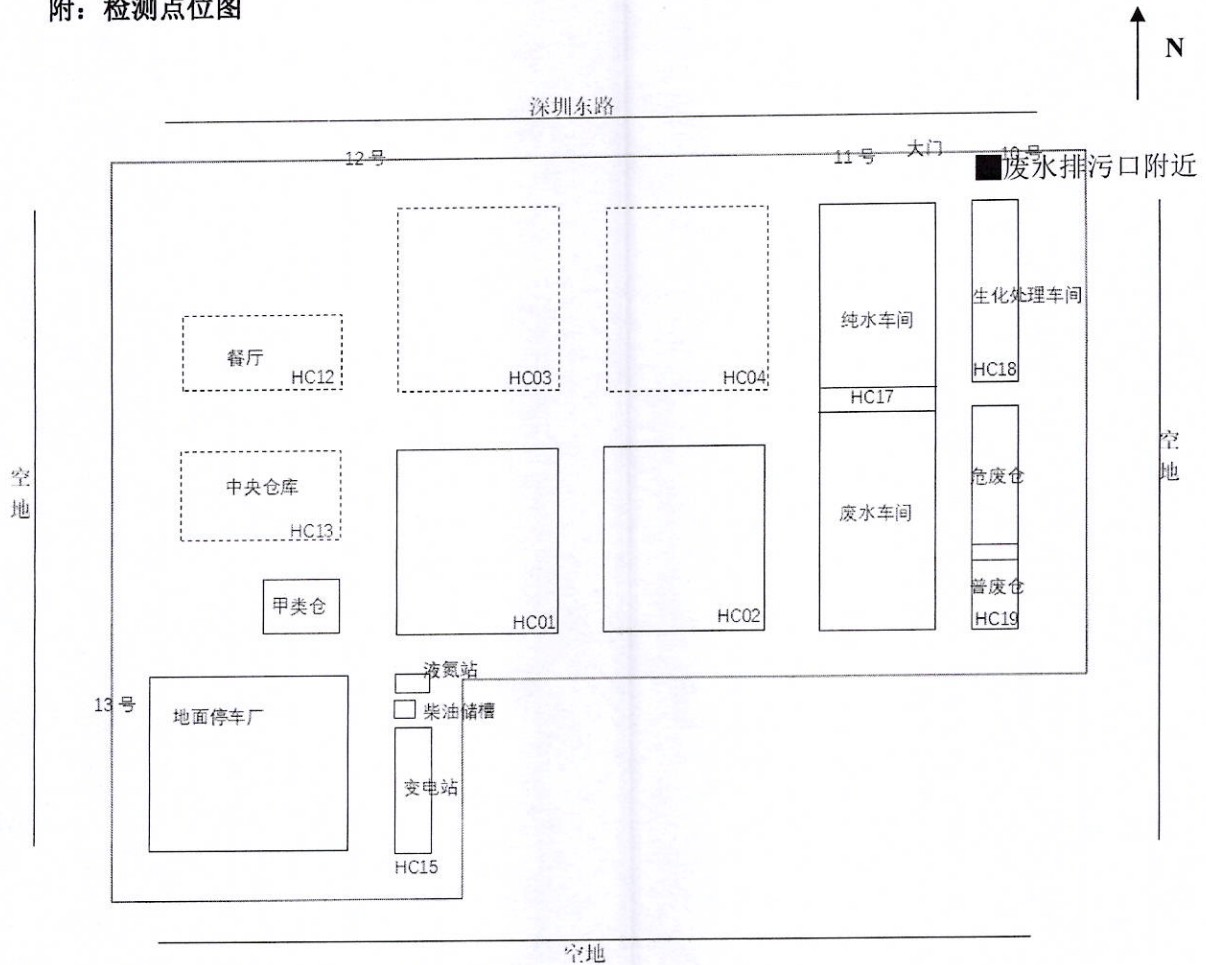 附：检测点位图
N
深圳东路
12号
11号
大门
10号
废水排污口附近
生化处理车间
纯水车间
餐厅
HC12
HC03
HC04
HC18
HC17
空地
中央仓库
HC13
危废仓
空地
废水车间
甲类仓
HC01
HC02
普废仓
HC19
液氮站
13号
地面停车厂
柴油储槽
变电站
HC15
空地